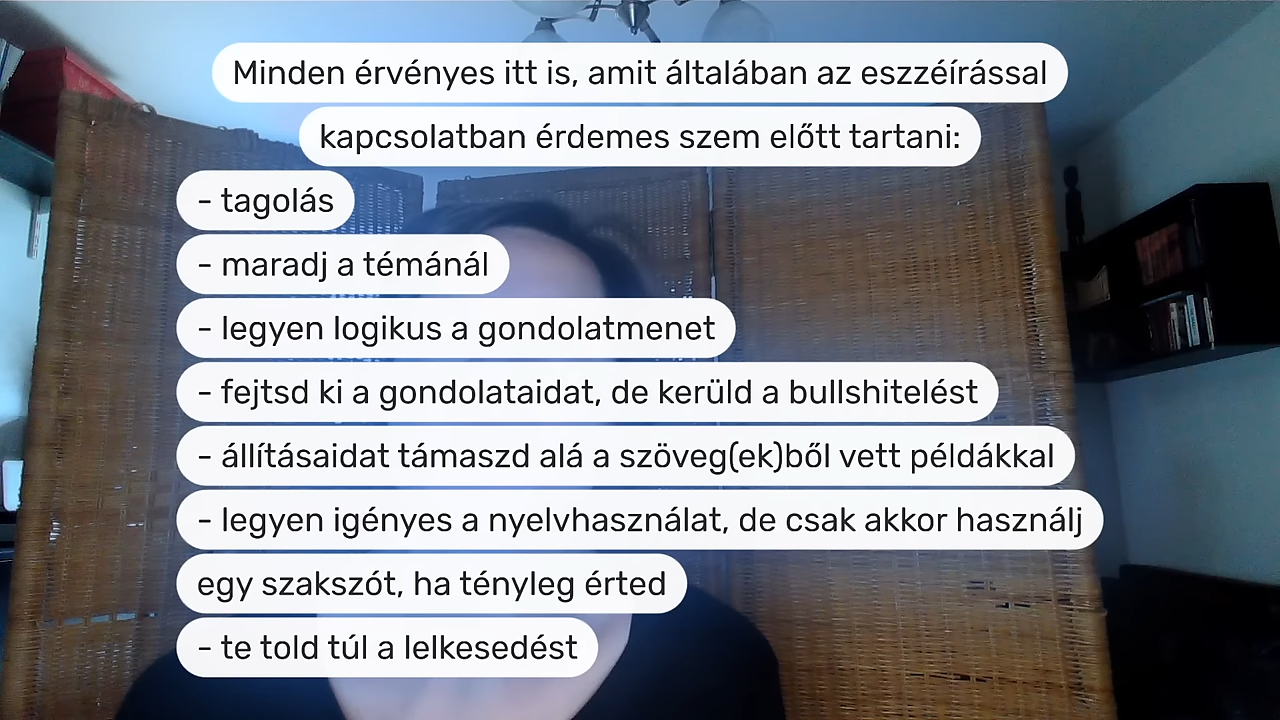 Minden érvényes itt is, amit általában az eszzéírással
kapcsolatban érdemes szem előtt tartani:
- tagolás
- maradj a témánál
- legyen logikus a gondolatmenet
- fejtsd ki a gondolataidat, de kerüld a bullshitelést
- állításaidat támaszd alá a szöveg(ek)ből vett példákkal
- legyen igényes a nyelvhasználat, de csak akkor használj
egy szakszót, ha tényleg érted
- te told túl a lelkesedést